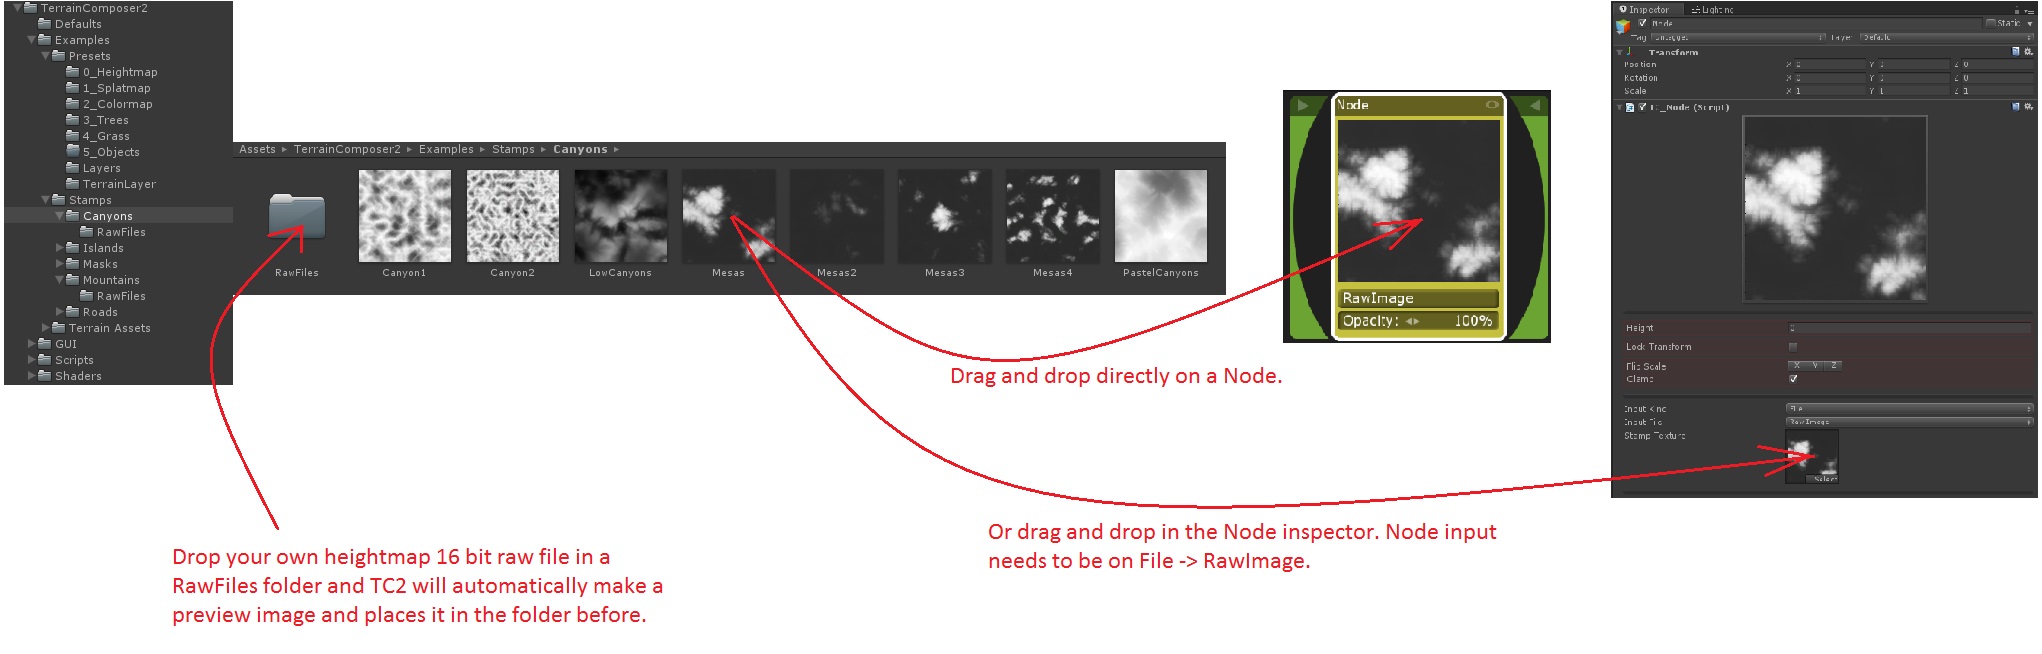 TerrainComposer2
Defaults
Examples
Presets
0_Heightmap
1_Splatmap
2_Colormap
3_Trees
4_Grass
5_Objects
Layers
TerrainLayer
Stamps
Canyons
RawFiles
Islands
Masks
Mountains
RawFiles
Roads
Terrain Assets
GUI
Scripts
Shaders
Assets ▸ TerrainComposer2 ▸ Examples ▸ Stamps ▸ Canyons ▸
RawFiles
Canyon1
Canyon2
LowCanyons
Mesas
Mesas2
Mesas3
Mesas4
PastelCanyons
Node
RawImage
Opacity: 100%
Drag and drop directly on a Node.
Or drag and drop in the Node inspector. Node input
needs to be on File -> RawImage.
Drop your own heightmap 16 bit raw file in a
RawFiles folder and TC2 will automatically make a
preview image and places it in the folder before.
Inspector Lighting
Node Static
Tag Untagged Layer Default
Transform
Position X 0 Y 0 Z 0
Rotation X 0 Y 0 Z 0
Scale X 1 Y 1 Z 1
TC_Node (Script)
Height 0
Lock Transform
Flip Scale X Y Z
Clamp
Input Kind File
Input File RawImage
Stamp Texture
Select